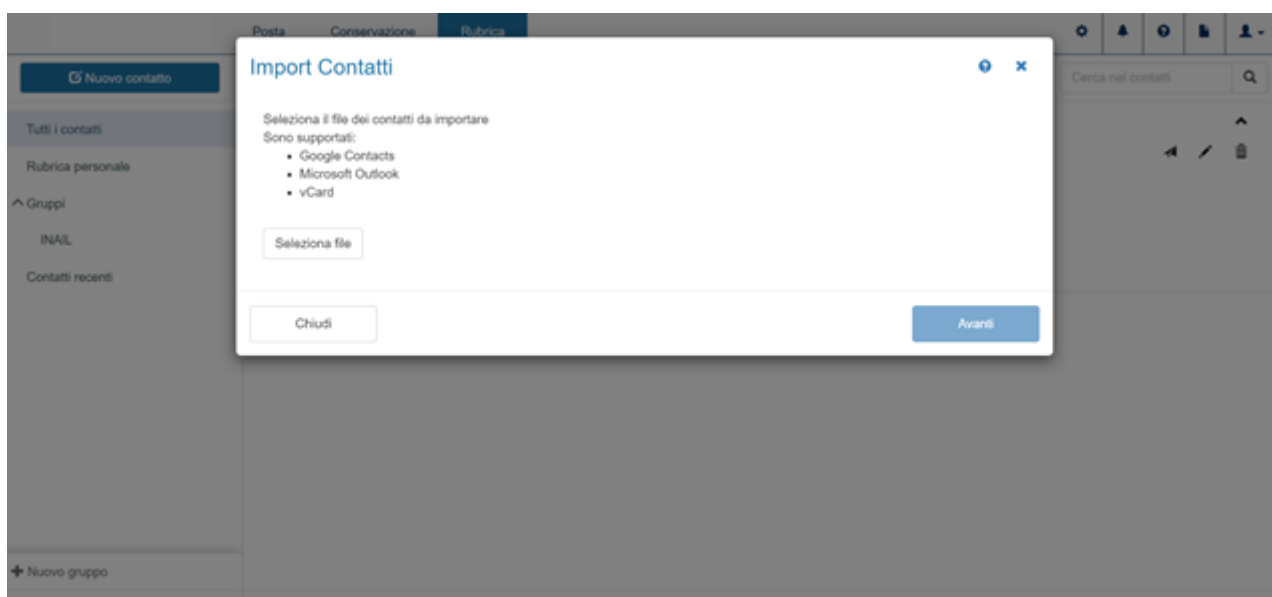 Posta Conservazione Rubrica
Nuovo contatto
Cerca nei contatti
Tutti i contatti
Rubrica personale
Gruppi
INAIL
Contatti recenti
Nuovo gruppo
Import Contatti
Seleziona il file dei contatti da importare
Sono supportati:
Google Contacts
Microsoft Outlook
vCard
Seleziona file
Chiudi
Avanti